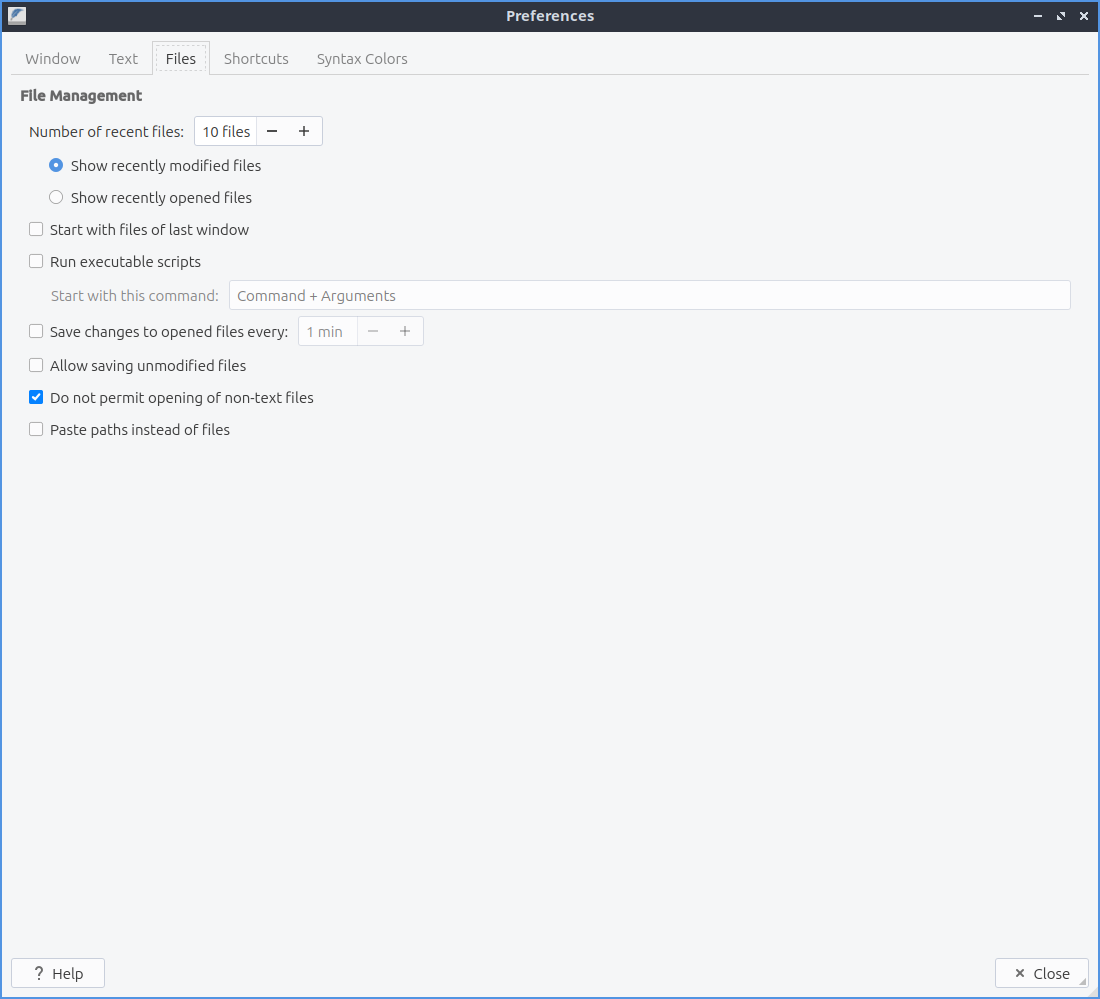 Preferences
Window Text Files Shortcuts Syntax Colors
File Management
Number of recent files: 10 files − +
Show recently modified files
Show recently opened files
Start with files of last window
Run executable scripts
Start with this command: Command + Arguments
Save changes to opened files every: 1 min − +
Allow saving unmodified files
Do not permit opening of non-text files
Paste paths instead of files
? Help × Close